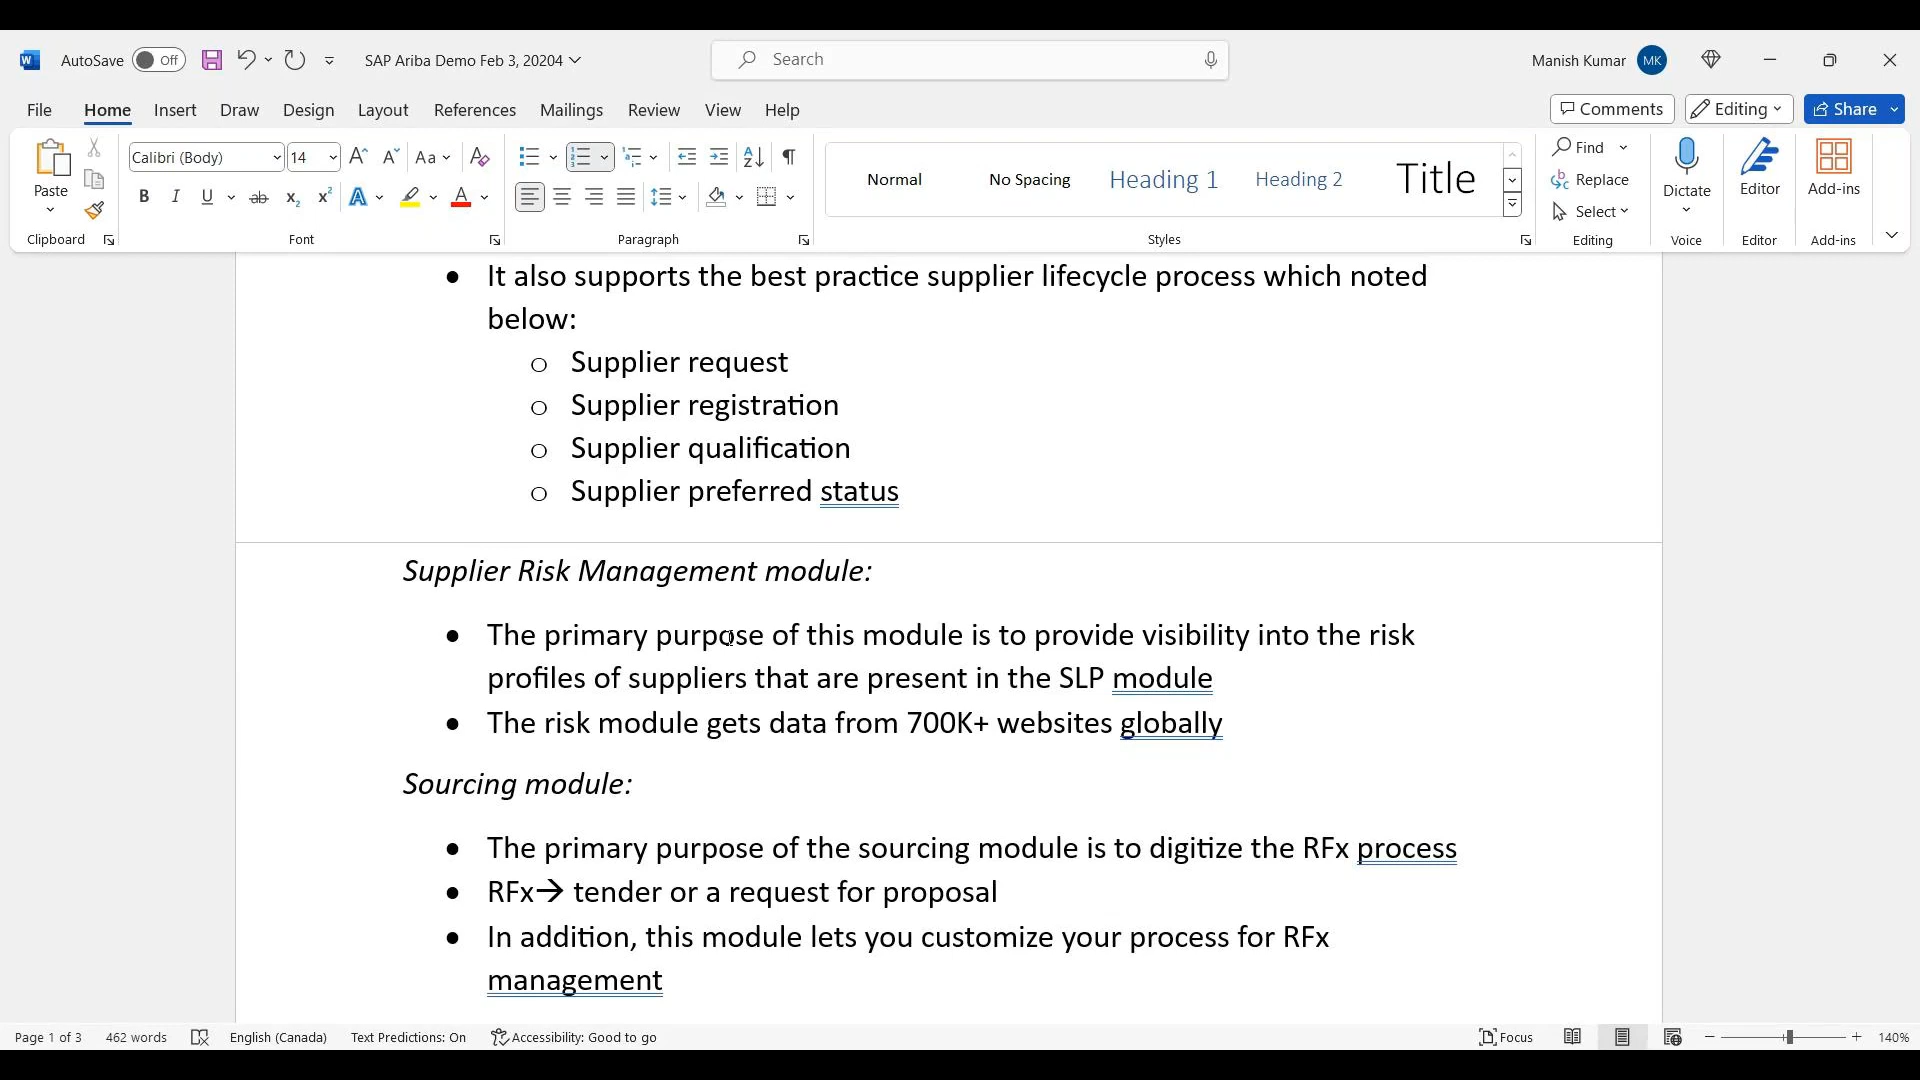 AutoSave Off SAP Ariba Demo Feb 3, 20204 Search Manish Kumar MK
File Home Insert Draw Design Layout References Mailings Review View Help Comments Editing Share
Paste Calibri (Body) 14 Aa Normal No Spacing Heading 1 Heading 2 Title Find Replace Select Dictate Editor Add-ins
Clipboard Font Paragraph Styles Editing Voice Editor Add-ins
• It also supports the best practice supplier lifecycle process which noted
below:
o Supplier request
o Supplier registration
o Supplier qualification
o Supplier preferred status
Supplier Risk Management module:
• The primary purpose of this module is to provide visibility into the risk
profiles of suppliers that are present in the SLP module
• The risk module gets data from 700K+ websites globally
Sourcing module:
• The primary purpose of the sourcing module is to digitize the RFx process
• RFx→ tender or a request for proposal
• In addition, this module lets you customize your process for RFx
management
Page 1 of 3 462 words English (Canada) Text Predictions: On Accessibility: Good to go Focus 140%